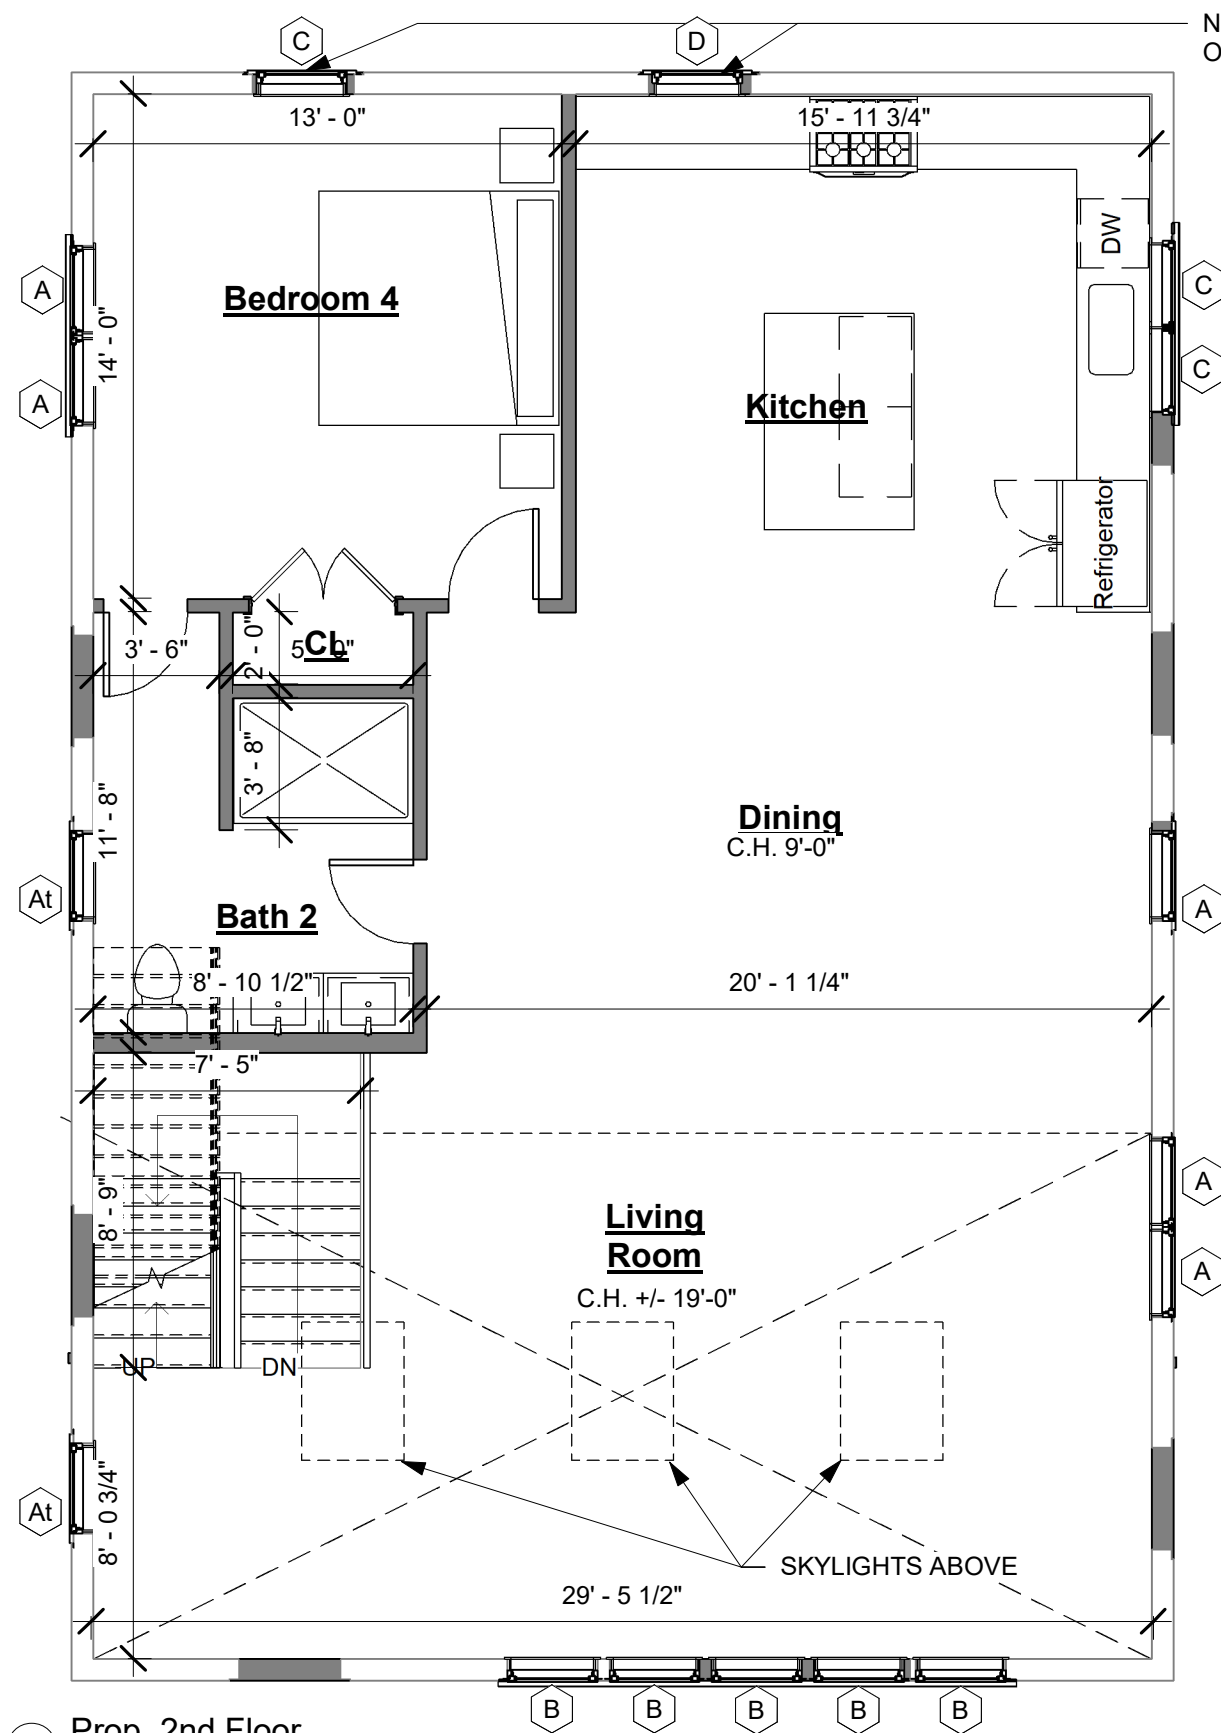 C
D
N
O
13' - 0"
15' - 11 3/4"
DW
A
Bedroom 4
C
14' - 0"
C
A
Kitchen
Refrigerator
3' - 6"
2' - 0"
CL
3' - 8"
11' - 8"
Dining
C.H. 9'-0"
At
Bath 2
A
8' - 10 1/2"
20' - 1 1/4"
7' - 5"
8' - 9"
A
Living
Room
A
C.H. +/- 19'-0"
UP
DN
At
8' - 0 3/4"
SKYLIGHTS ABOVE
29' - 5 1/2"
B
B
B
B
B
Prop. 2nd Floor